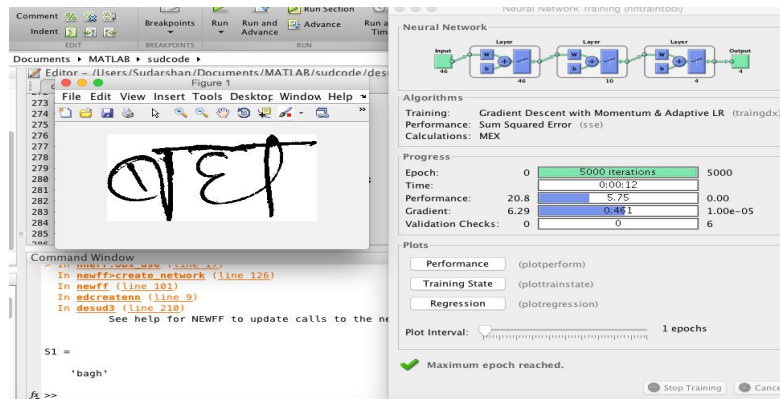 Comment
Indent
EDIT
Breakpoints
BREAKPOINTS
Run
Run and Advance
Run Section
Advance
Run a
Tim
RUN
Documents ▸ MATLAB ▸ sudcode ▸
Editor – /Users/Sudarshan/Documents/MATLAB/sudcode/des
Figure 1
File Edit View Insert Tools Desktop Window Help
273
274
275
276
277
278
279
280
281
282
283
284
285
Command Window
In newff>create_network (line 126)
In newff (line 101)
In edcreatenn (line 9)
In desud3 (line 210)
See help for NEWFF to update calls to the ne
S1 =
'bagh'
fx >>
Neural Network Training (nntraintool)
Neural Network
Input
46
Layer
W
b
46
Layer
W
b
10
Layer
W
b
4
Output
4
Algorithms
Training: Gradient Descent with Momentum & Adaptive LR (traingdx)
Performance: Sum Squared Error (sse)
Calculations: MEX
Progress
Epoch: 0 5000 iterations 5000
Time: 0:00:12
Performance: 20.8 5.75 0.00
Gradient: 6.29 0.461 1.00e-05
Validation Checks: 0 0 6
Plots
Performance (plotperform)
Training State (plottrainstate)
Regression (plotregression)
Plot Interval: 1 epochs
Maximum epoch reached.
Stop Training Cance